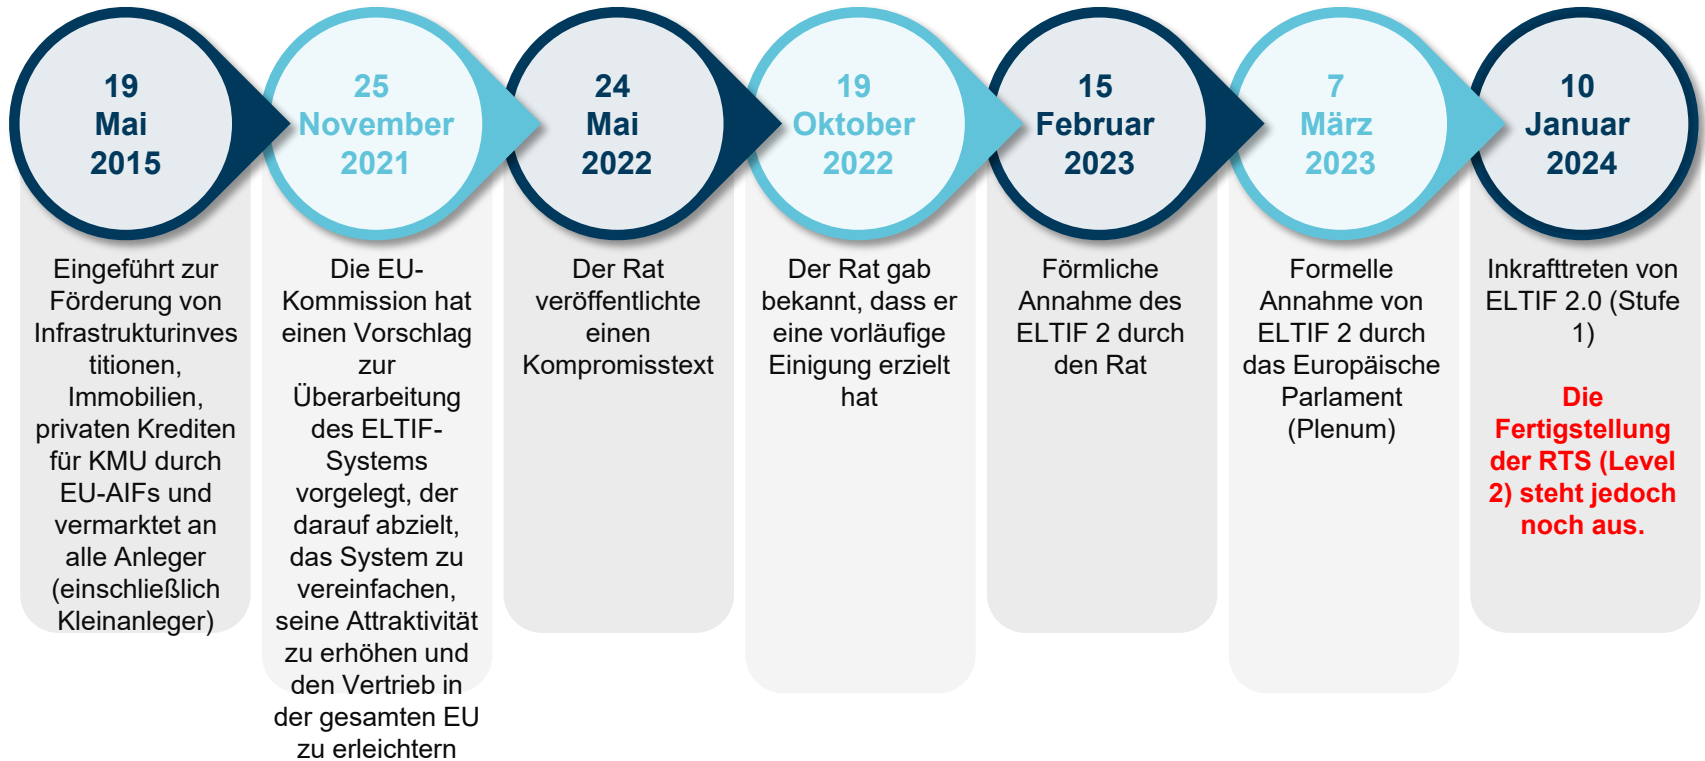 19
Mai
2015
Eingeführt zur
Förderung von
Infrastrukturinves
titionen,
Immobilien,
privaten Krediten
für KMU durch
EU-AIFs und
vermarktet an
alle Anleger
(einschließlich
Kleinanleger)
25
November
2021
Die EU-
Kommission hat
einen Vorschlag
zur
Überarbeitung
des ELTIF-
Systems
vorgelegt, der
darauf abzielt,
das System zu
vereinfachen,
seine Attraktivität
zu erhöhen und
den Vertrieb in
der gesamten EU
zu erleichtern
24
Mai
2022
Der Rat
veröffentlichte
einen
Kompromisstext
19
Oktober
2022
Der Rat gab
bekannt, dass er
eine vorläufige
Einigung erzielt
hat
15
Februar
2023
Förmliche
Annahme des
ELTIF 2 durch
den Rat
7
März
2023
Formelle
Annahme von
ELTIF 2 durch
das Europäische
Parlament
(Plenum)
10
Januar
2024
Inkrafttreten von
ELTIF 2.0 (Stufe
1)
Die
Fertigstellung
der RTS (Level
2) steht jedoch
noch aus.